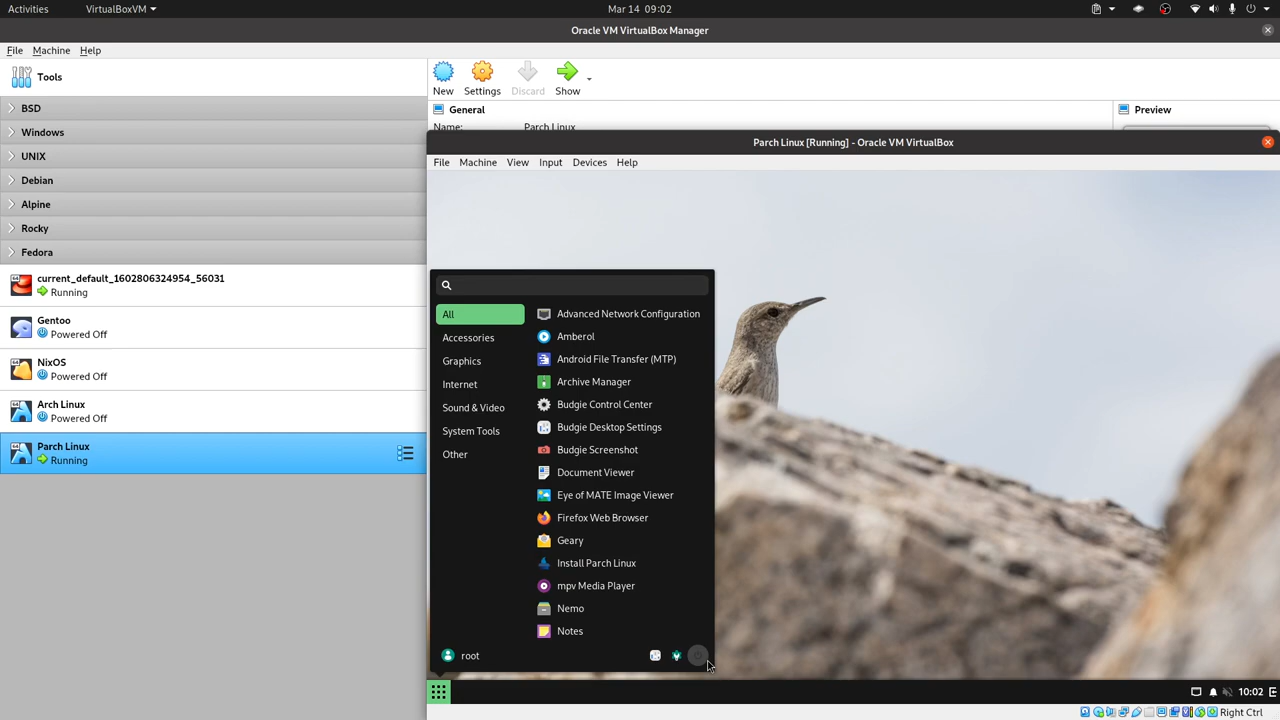 Activities VirtualBoxVM Mar 14 09:02
Oracle VM VirtualBox Manager
File Machine Help
Tools
New Settings Discard Show
BSD
Windows
UNIX
Debian
Alpine
Rocky
Fedora
current_default_1602806324954_56031
Running
Gentoo
Powered Off
NixOS
Powered Off
Arch Linux
Powered Off
Parch Linux
Running
General
Preview
Name: Parch Linux
Parch Linux [Running] - Oracle VM VirtualBox
File Machine View Input Devices Help
All
Accessories
Graphics
Internet
Sound & Video
System Tools
Other
Advanced Network Configuration
Amberol
Android File Transfer (MTP)
Archive Manager
Budgie Control Center
Budgie Desktop Settings
Budgie Screenshot
Document Viewer
Eye of MATE Image Viewer
Firefox Web Browser
Geary
Install Parch Linux
mpv Media Player
Nemo
Notes
root
10:02
Right Ctrl